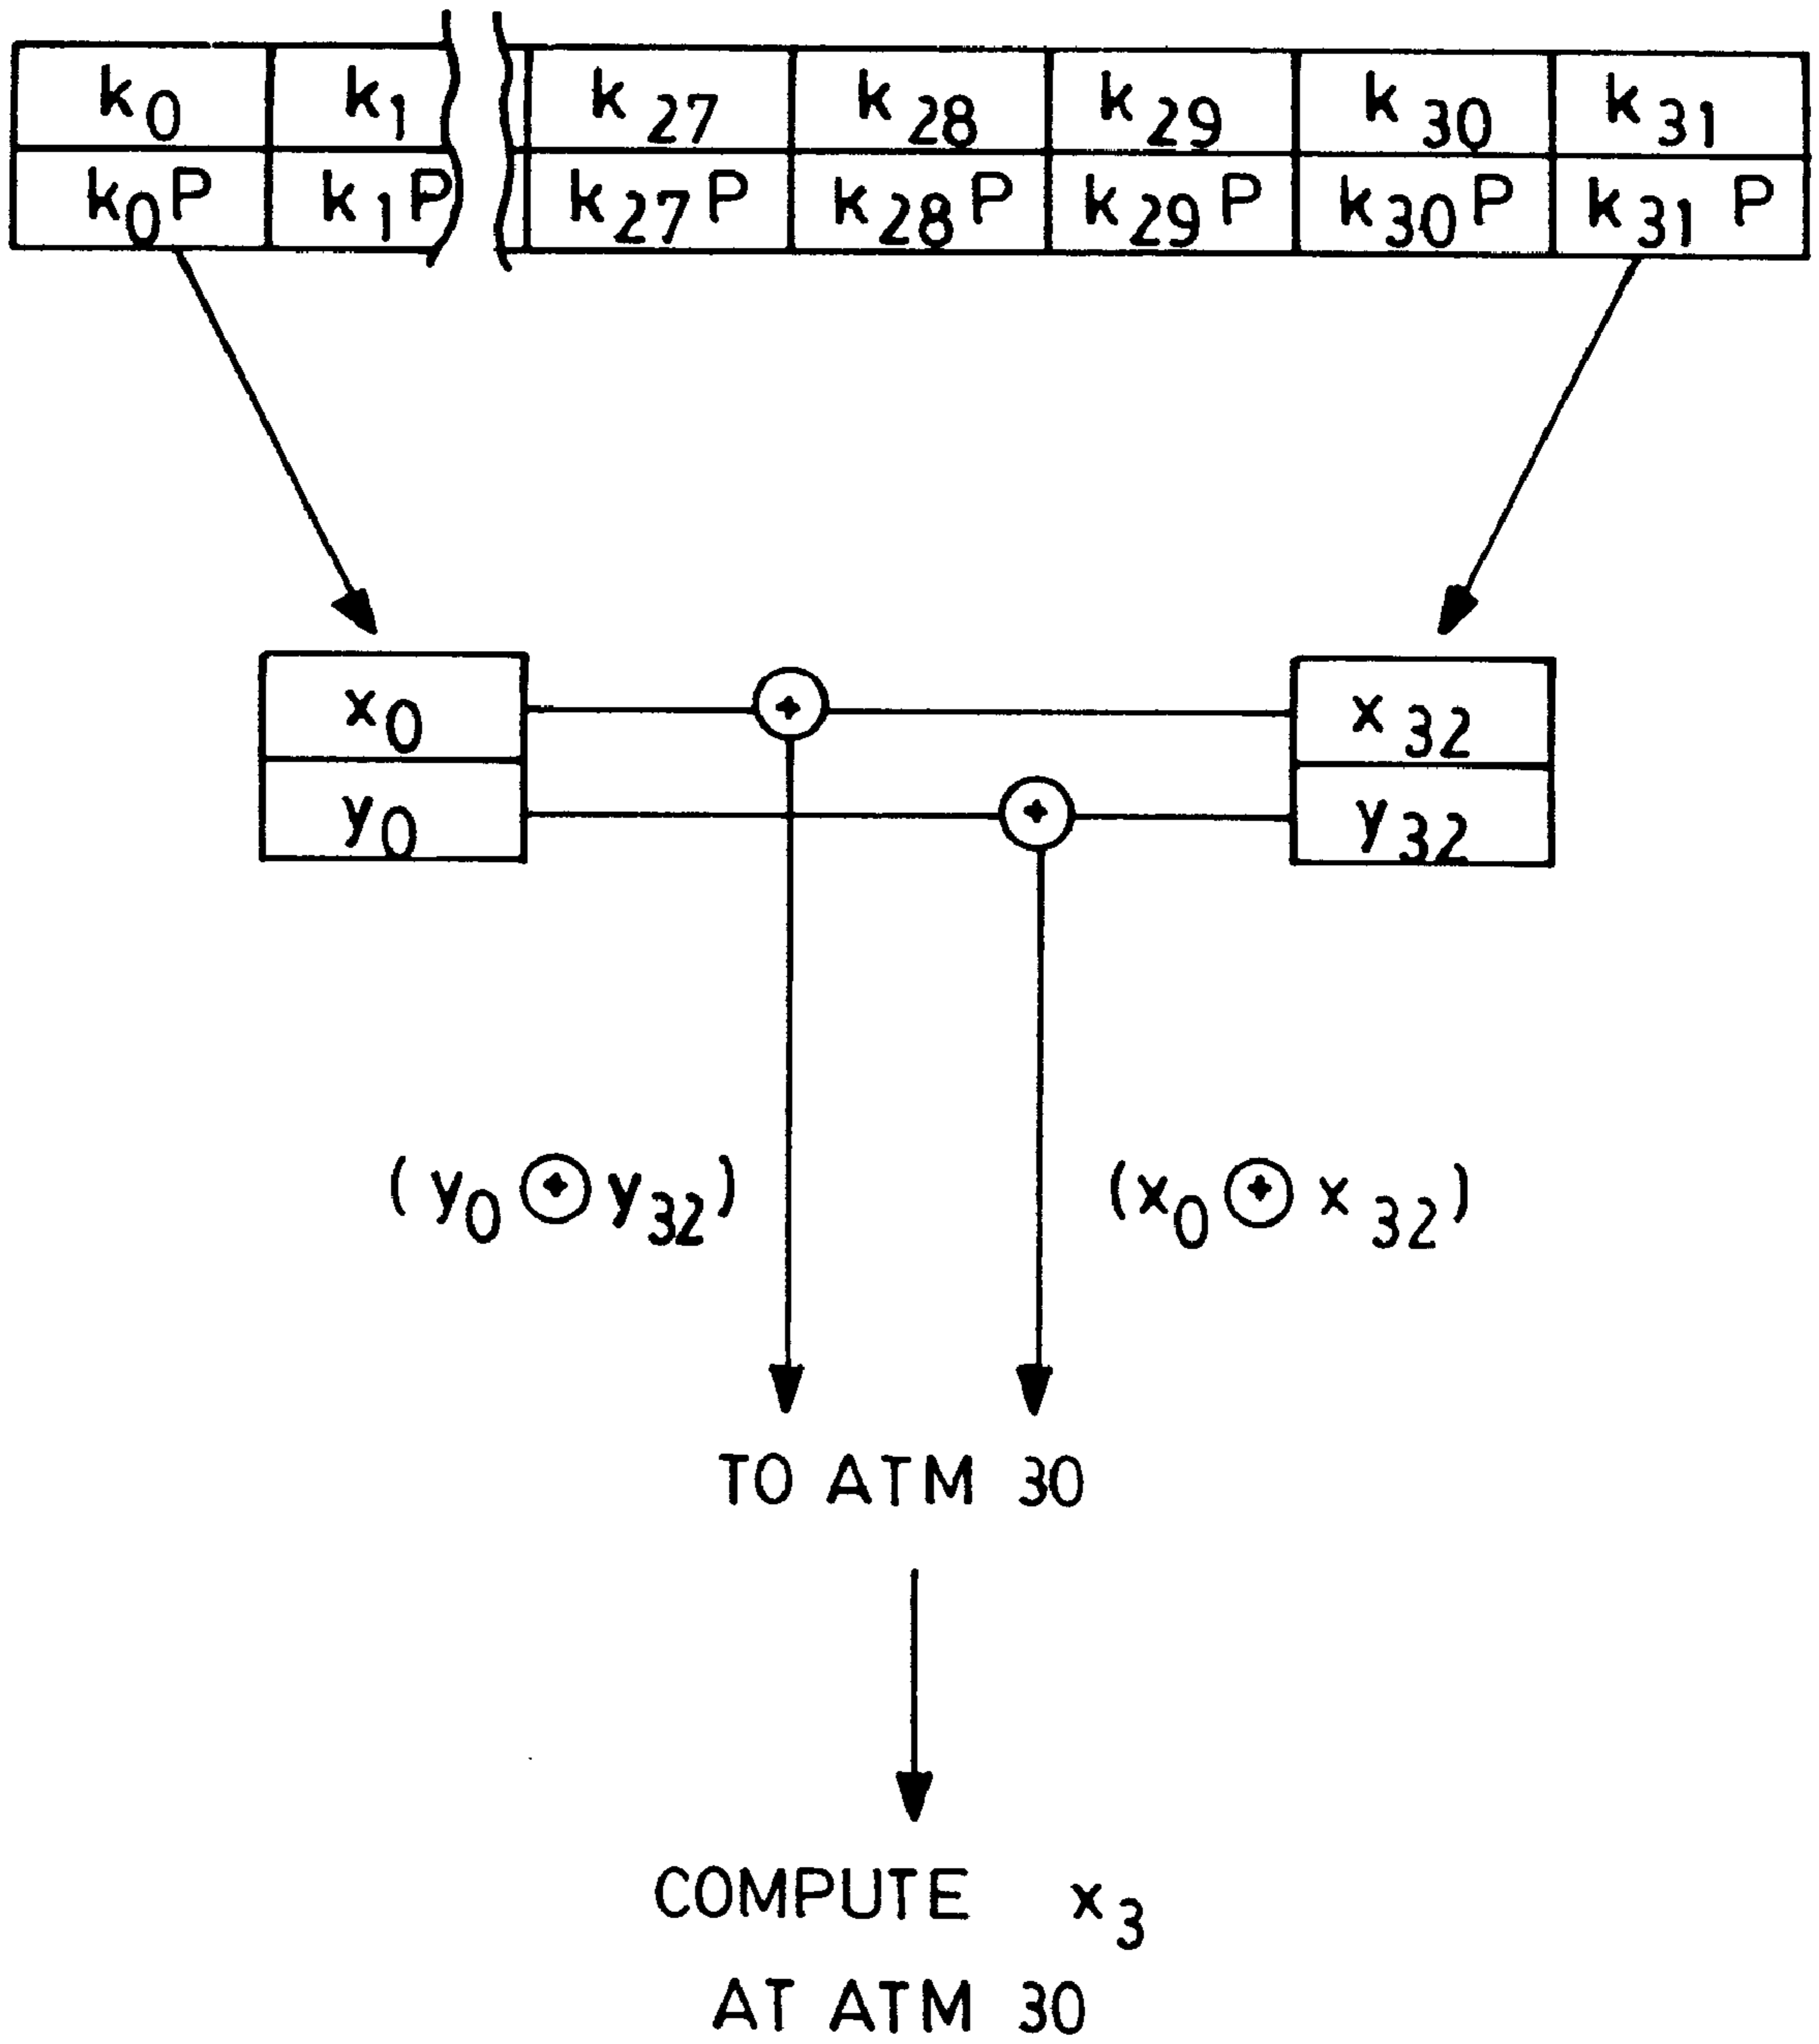 k0 k1 k27 k28 k29 k30 k31
k0P k1P k27P k28P k29P k30P k31P
x0 x32
y0 y32
(y0 ⊕ y32) (x0 ⊕ x32)
TO ATM 30
COMPUTE x3
AT ATM 30